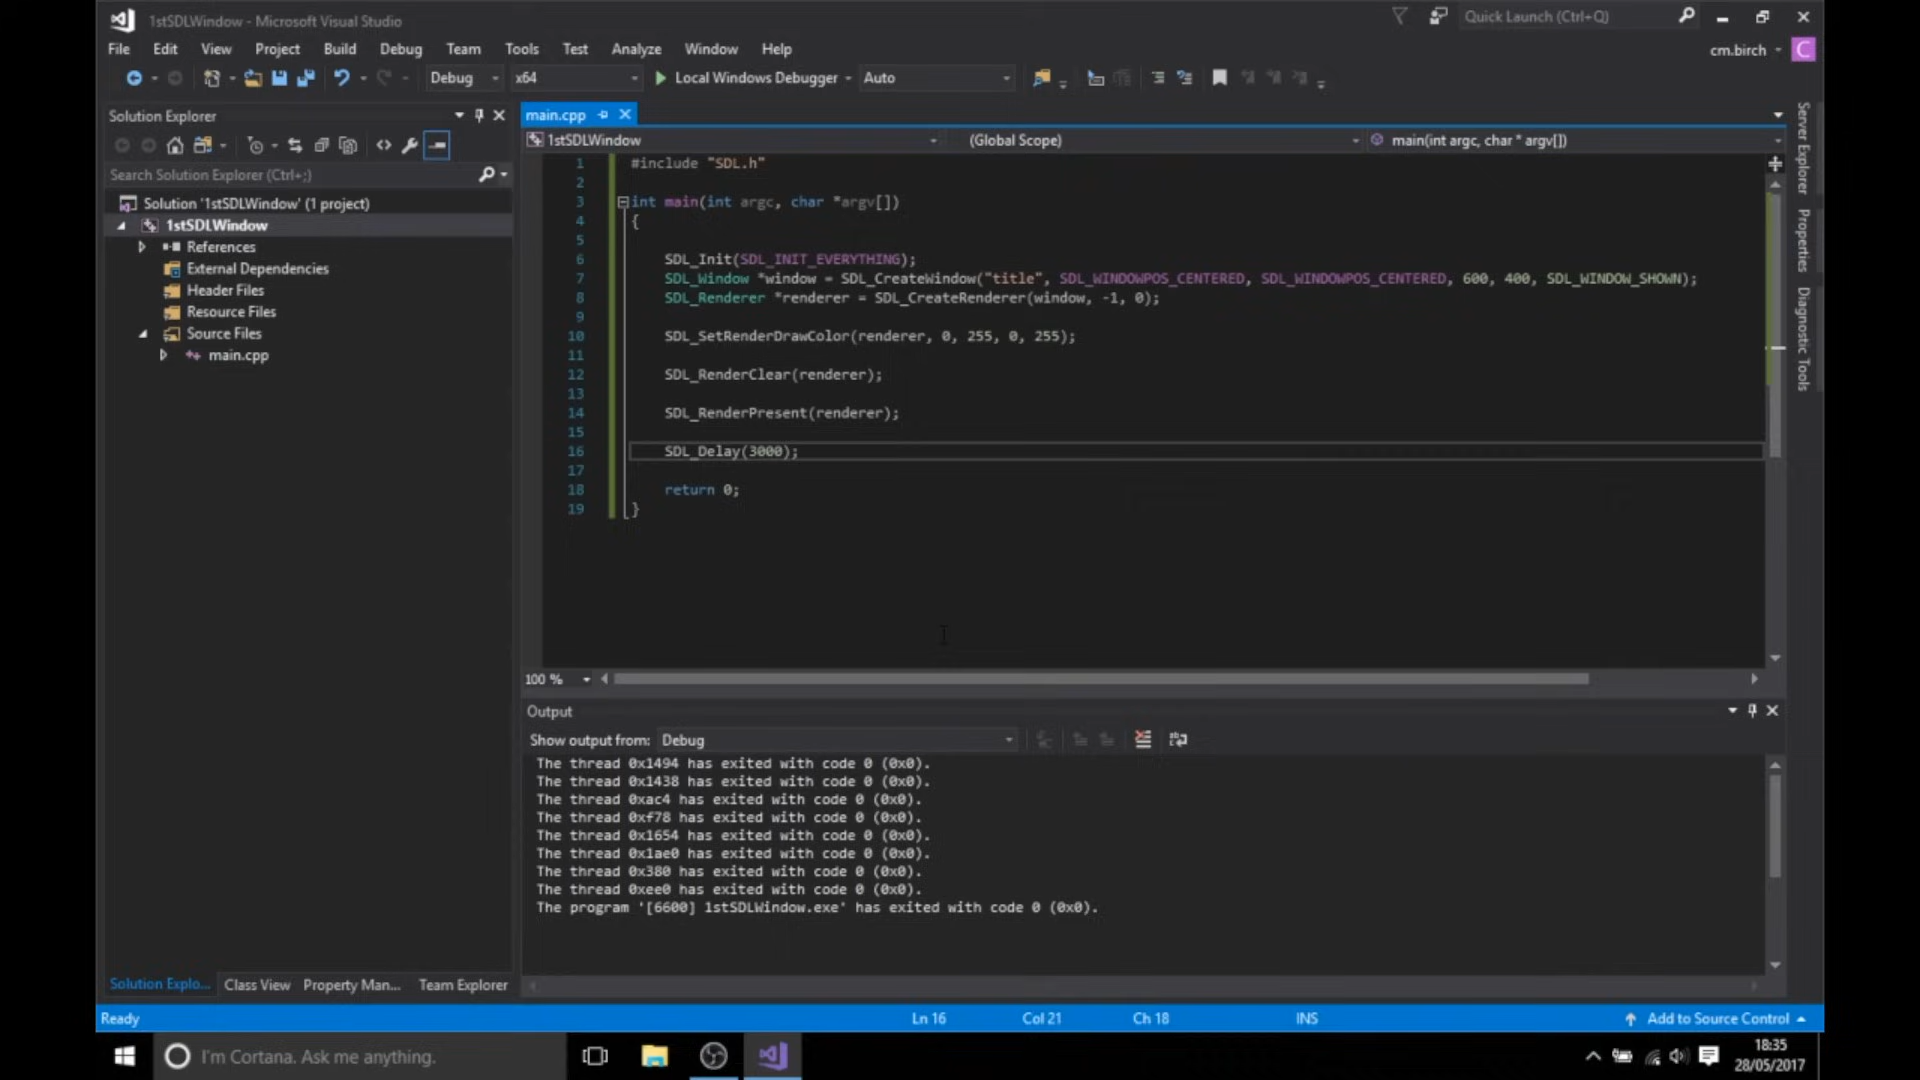 1stSDLWindow - Microsoft Visual Studio
Quick Launch (Ctrl+Q)
File Edit View Project Build Debug Team Tools Test Analyze Window Help
cm.birch C
Debug x64 Local Windows Debugger Auto
Solution Explorer
main.cpp
1stSDLWindow (Global Scope) main(int argc, char * argv[])
Search Solution Explorer (Ctrl+;)
Solution '1stSDLWindow' (1 project)
1stSDLWindow
References
External Dependencies
Header Files
Resource Files
Source Files
main.cpp
1 #include "SDL.h"
2
3 int main(int argc, char *argv[])
4 {
5
6 SDL_Init(SDL_INIT_EVERYTHING);
7 SDL_Window *window = SDL_CreateWindow("title", SDL_WINDOWPOS_CENTERED, SDL_WINDOWPOS_CENTERED, 600, 400, SDL_WINDOW_SHOWN);
8 SDL_Renderer *renderer = SDL_CreateRenderer(window, -1, 0);
9
10 SDL_SetRenderDrawColor(renderer, 0, 255, 0, 255);
11
12 SDL_RenderClear(renderer);
13
14 SDL_RenderPresent(renderer);
15
16 SDL_Delay(3000);
17
18 return 0;
19 }
Server Explorer
Properties
Diagnostic Tools
100 %
Output
Show output from: Debug
The thread 0x1494 has exited with code 0 (0x0).
The thread 0x1438 has exited with code 0 (0x0).
The thread 0xac4 has exited with code 0 (0x0).
The thread 0xf78 has exited with code 0 (0x0).
The thread 0x1654 has exited with code 0 (0x0).
The thread 0x1ae0 has exited with code 0 (0x0).
The thread 0x380 has exited with code 0 (0x0).
The thread 0xee0 has exited with code 0 (0x0).
The program '[6600] 1stSDLWindow.exe' has exited with code 0 (0x0).
Solution Explo... Class View Property Man... Team Explorer
Ready Ln 16 Col 21 Ch 18 INS Add to Source Control
I'm Cortana. Ask me anything.
18:35
28/05/2017